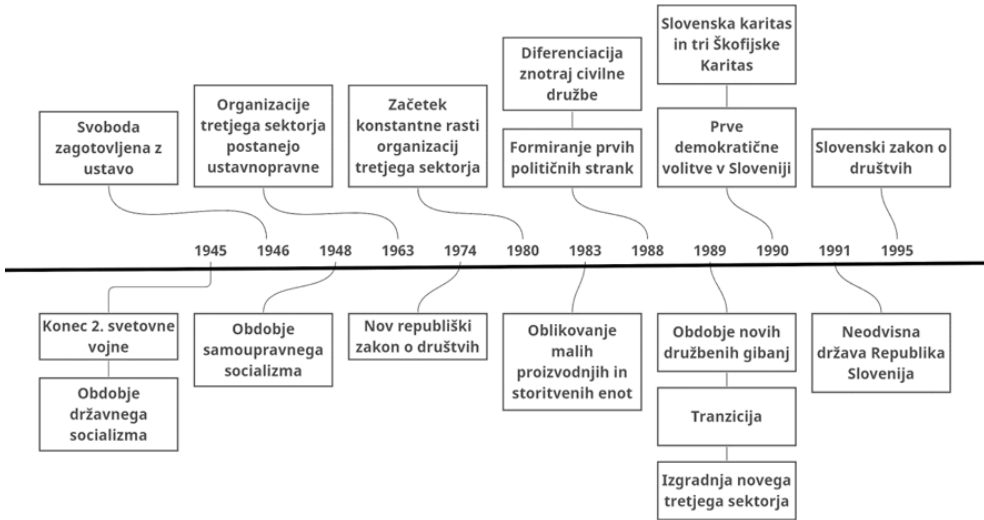 Svoboda
zagotovljena z
ustavo
Organizacije
tretjega sektorja
postanejo
ustavnopravne
Začetek
konstantne rasti
organizacij
tretjega sektorja
Diferenciacija
znotraj civilne
družbe
Formiranje prvih
političnih strank
Slovenska karitas
in tri Škofijske
Karitas
Prve
demokratične
volitve v Sloveniji
Slovenski zakon o
društvih
1945 1946 1948 1963 1974 1980 1983 1988 1989 1990 1991 1995
Konec 2. svetovne
vojne
Obdobje
državnega
socializma
Obdobje
samoupravnega
socializma
Nov republiški
zakon o društvih
Oblikovanje
malih
proizvodnjih in
storitvenih enot
Obdobje novih
družbenih gibanj
Tranzicija
Izgradnja novega
tretjega sektorja
Neodvisna
država Republika
Slovenija